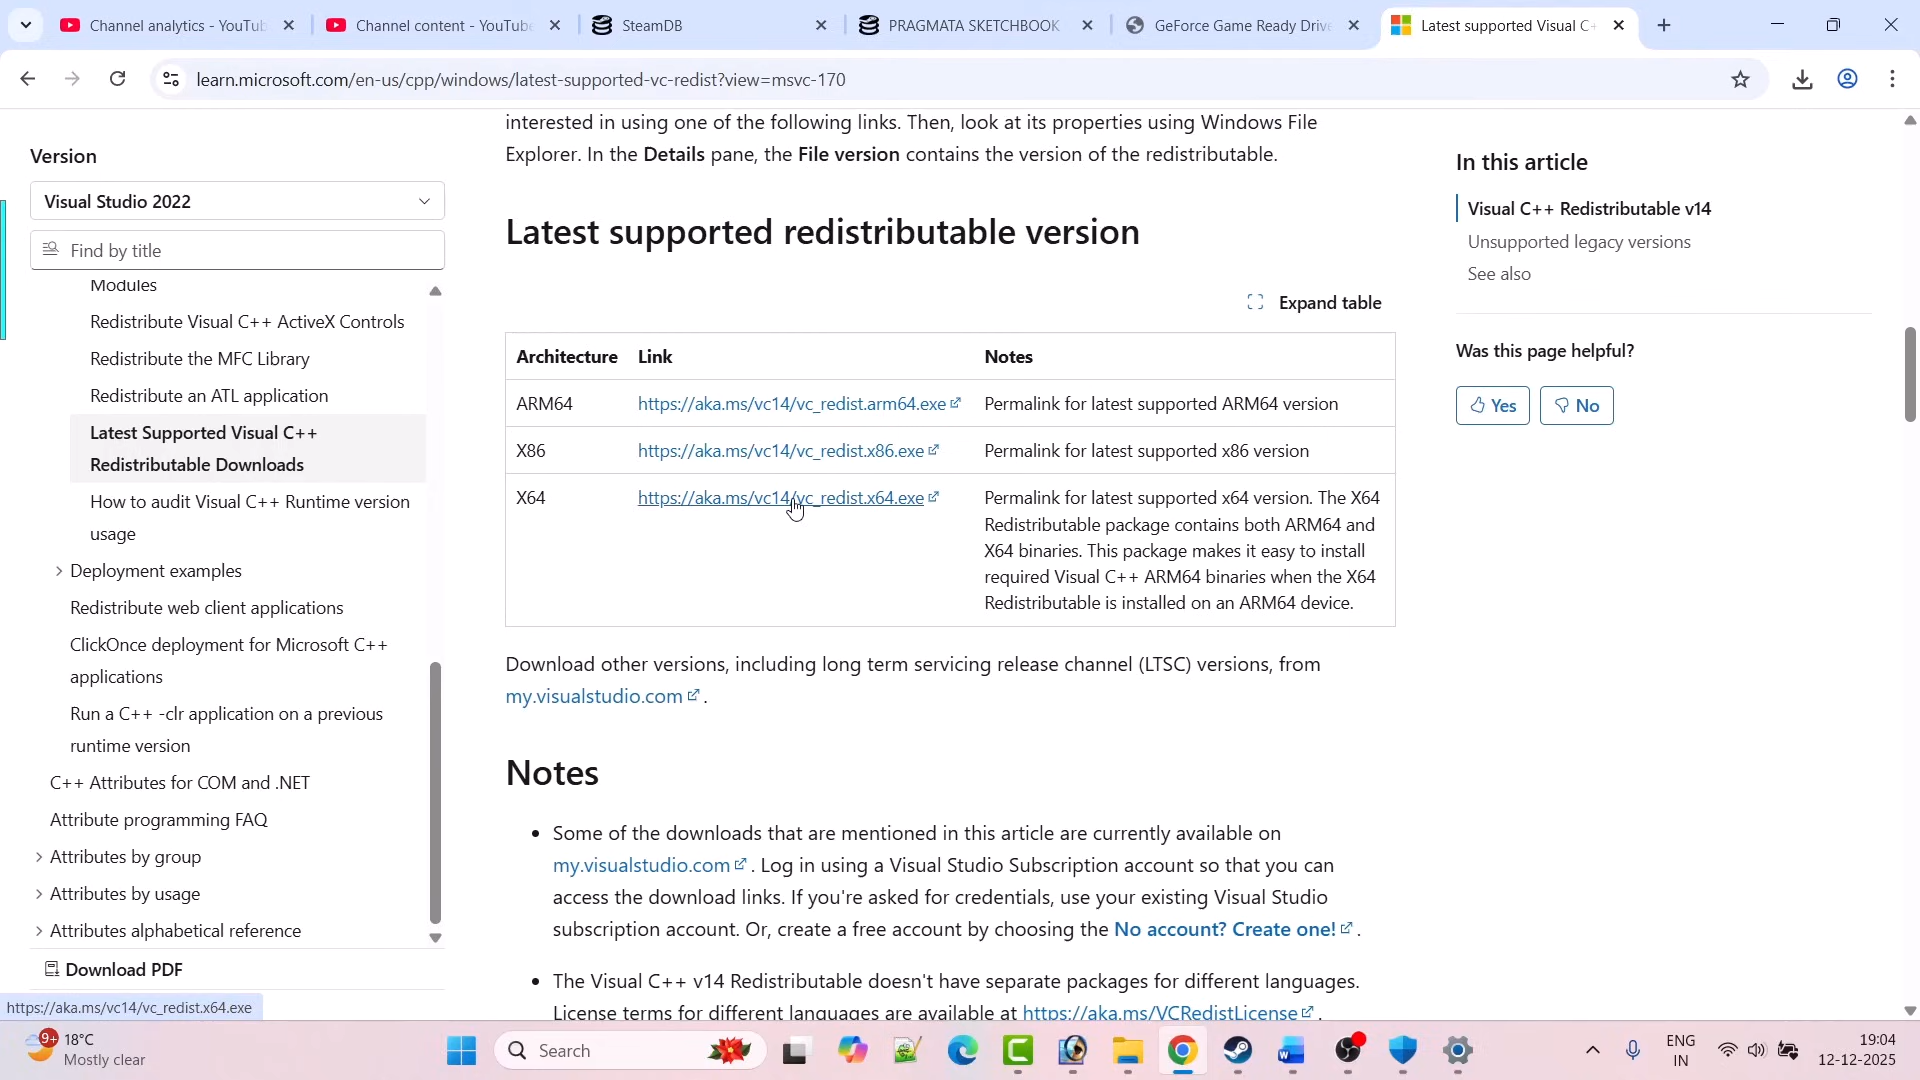 Channel analytics - YouTub
Channel content - YouTube
SteamDB
PRAGMATA SKETCHBOOK
GeForce Game Ready Drive
Latest supported Visual C+
learn.microsoft.com/en-us/cpp/windows/latest-supported-vc-redist?view=msvc-170
Version
Visual Studio 2022
Find by title
Modules
Redistribute Visual C++ ActiveX Controls
Redistribute the MFC Library
Redistribute an ATL application
Latest Supported Visual C++
Redistributable Downloads
How to audit Visual C++ Runtime version
usage
Deployment examples
Redistribute web client applications
ClickOnce deployment for Microsoft C++
applications
Run a C++ -clr application on a previous
runtime version
C++ Attributes for COM and .NET
Attribute programming FAQ
Attributes by group
Attributes by usage
Attributes alphabetical reference
Download PDF
https://aka.ms/vc14/vc_redist.x64.exe
interested in using one of the following links. Then, look at its properties using Windows File
Explorer. In the Details pane, the File version contains the version of the redistributable.
Latest supported redistributable version
Expand table
Architecture Link Notes
ARM64 https://aka.ms/vc14/vc_redist.arm64.exe Permalink for latest supported ARM64 version
X86 https://aka.ms/vc14/vc_redist.x86.exe Permalink for latest supported x86 version
X64 https://aka.ms/vc14/vc_redist.x64.exe Permalink for latest supported x64 version. The X64
Redistributable package contains both ARM64 and
X64 binaries. This package makes it easy to install
required Visual C++ ARM64 binaries when the X64
Redistributable is installed on an ARM64 device.
Download other versions, including long term servicing release channel (LTSC) versions, from
my.visualstudio.com .
Notes
Some of the downloads that are mentioned in this article are currently available on
my.visualstudio.com . Log in using a Visual Studio Subscription account so that you can
access the download links. If you're asked for credentials, use your existing Visual Studio
subscription account. Or, create a free account by choosing the No account? Create one! .
The Visual C++ v14 Redistributable doesn't have separate packages for different languages.
License terms for different languages are available at https://aka.ms/VCRedistLicense .
In this article
Visual C++ Redistributable v14
Unsupported legacy versions
See also
Was this page helpful?
Yes
No
9+
18°C
Mostly clear
Search
ENG
IN
19:04
12-12-2025